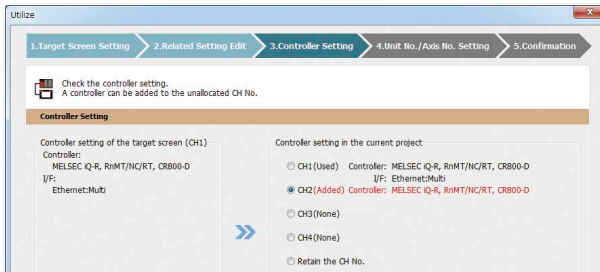 Utilize
1.Target Screen Setting
2.Related Setting Edit
3.Controller Setting
4.Unit No./Axis No. Setting
5.Confirmation
Check the controller setting.
A controller can be added to the unallocated CH No.
Controller Setting
Controller setting of the target screen (CH1)
Controller:
MELSEC iQ-R, RnMT/NC/RT, CR800-D
I/F:
Ethernet:Multi
Controller setting in the current project
CH1(Used) Controller: MELSEC iQ-R, RnMT/NC/RT, CR800-D
I/F: Ethernet:Multi
CH2(Added) Controller: MELSEC iQ-R, RnMT/NC/RT, CR800-D
CH3(None)
CH4(None)
Retain the CH No.